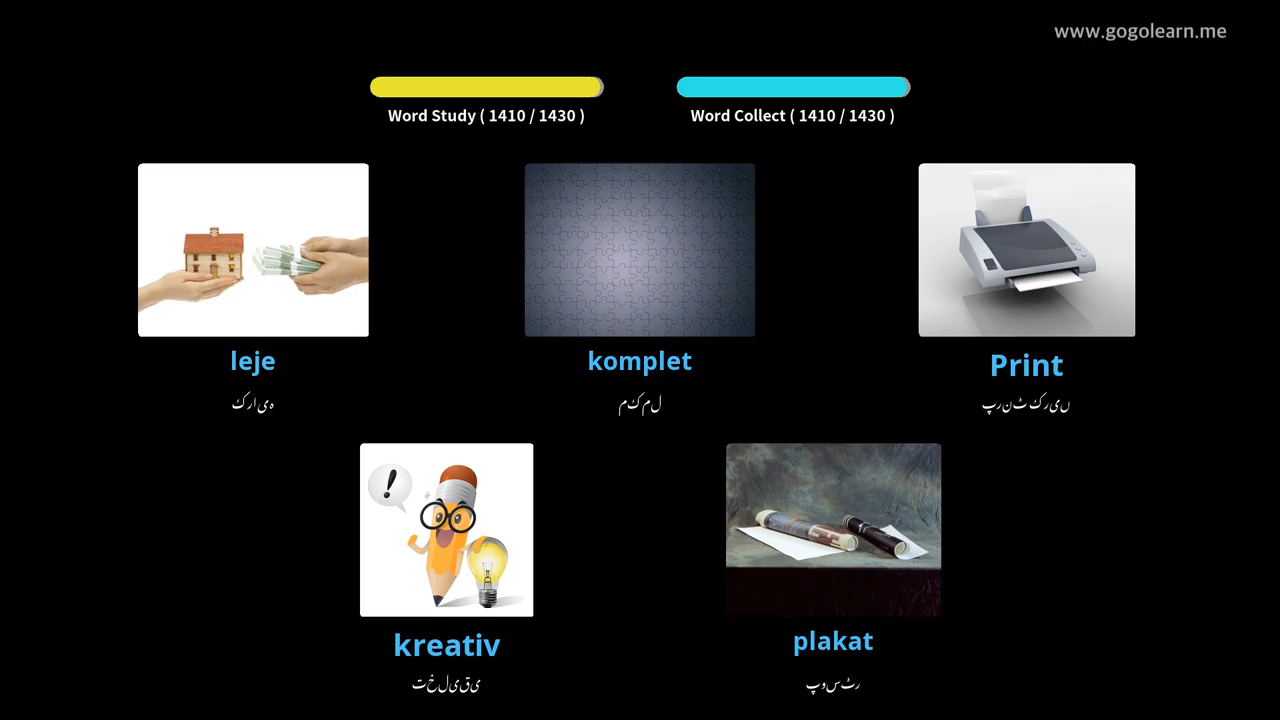 www.gogolearn.me
Word Study ( 1410 / 1430 )
Word Collect ( 1410 / 1430 )
leje
komplet
Print
کرایہ
مکمل
پرنٹ کریں
kreativ
plakat
تخلیقی
پوسٹر